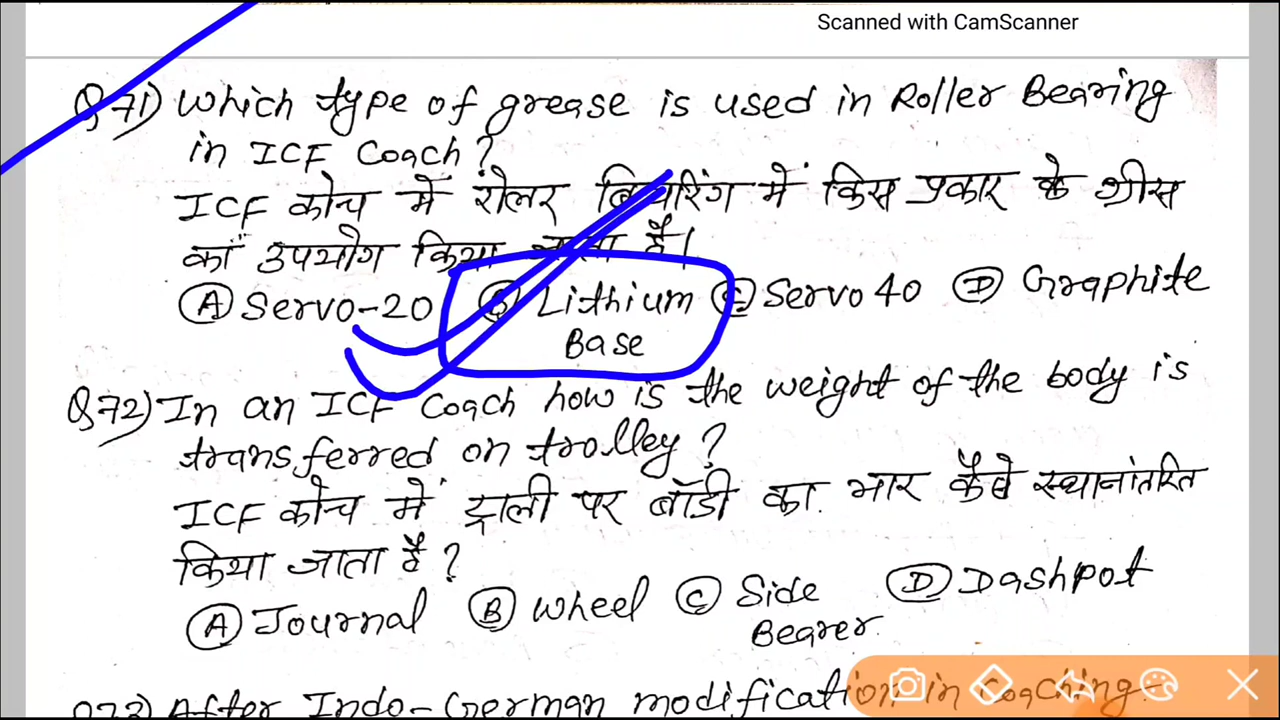 Scanned with CamScanner
Q71) Which type of grease is used in Roller Bearing
in ICF Coach?
ICF कोच में रोलर बियरिंग में किस प्रकार के ग्रीस
का उपयोग किया जाता है।
(A) Servo-20 (B) Lithium (C) Servo 40 (D) Graphite
Base
Q72) In an ICF Coach how is the weight of the body is
transferred on trolley?
ICF कोच में ट्राली पर बॉडी का भार कैसे स्थानांतरित
किया जाता है?
(A) Journal (B) Wheel (C) Side (D) Dashpot
Bearer.
Q73) After Indo-German modification in Coaching